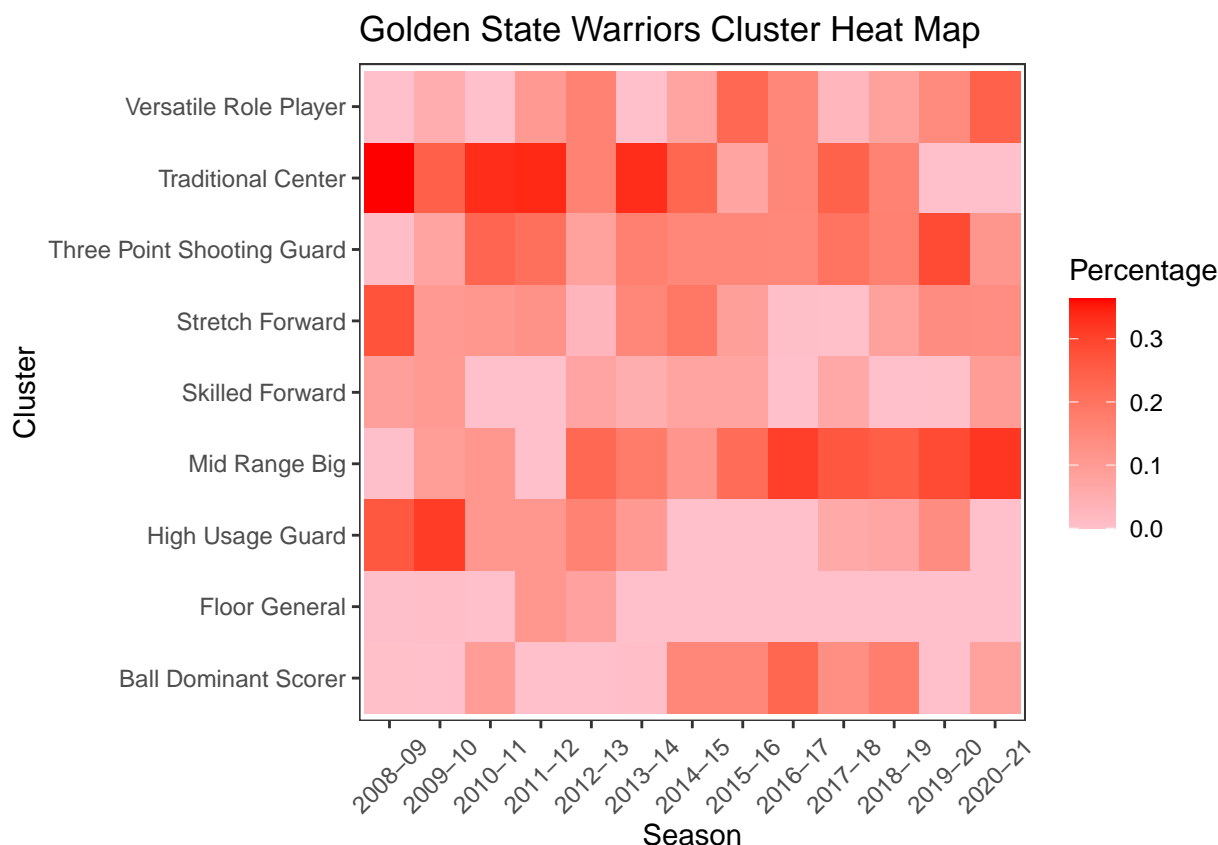 Golden State Warriors Cluster Heat Map
Cluster
Versatile Role Player
Traditional Center
Three Point Shooting Guard
Stretch Forward
Skilled Forward
Mid Range Big
High Usage Guard
Floor General
Ball Dominant Scorer
2008–09
2009–10
2010–11
2011–12
2012–13
2013–14
2014–15
2015–16
2016–17
2017–18
2018–19
2019–20
2020–21
Season
Percentage
0.3
0.2
0.1
0.0